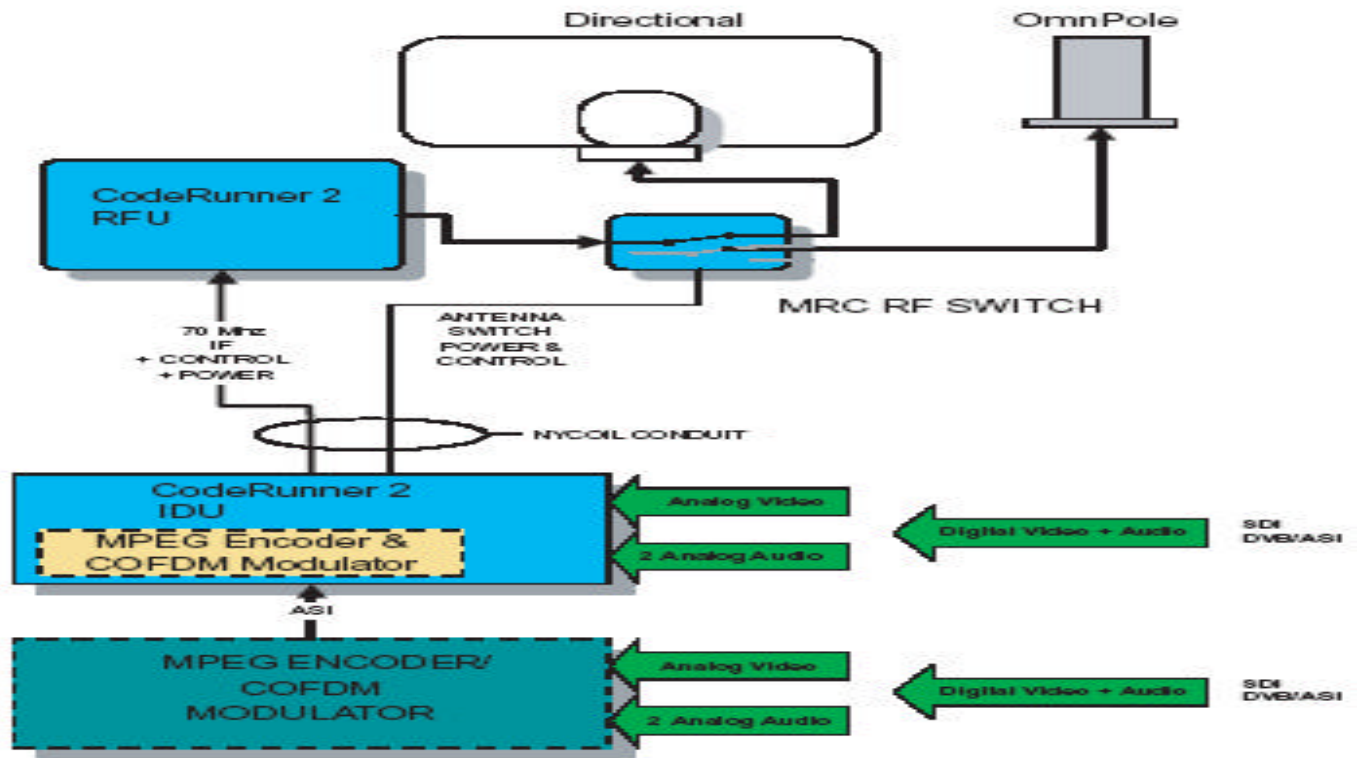 Directional
OmnPole
CodeRunner 2
RFU
MRC RF SWITCH
ANTENNA
SWITCH
POWER &
CONTROL
70 Mhz
IF
+ CONTROL
+ POWER
NYCOIL CONDUIT
CodeRunner 2
IDU
MPEG Encoder &
COFDM Modulator
Analog Video
2 Analog Audio
Digital Video + Audio
SDI
DVB/ASI
ASI
MPEG ENCODER/
COFDM
MODULATOR
Analog Video
2 Analog Audio
Digital Video + Audio
SDI
DVB/ASI